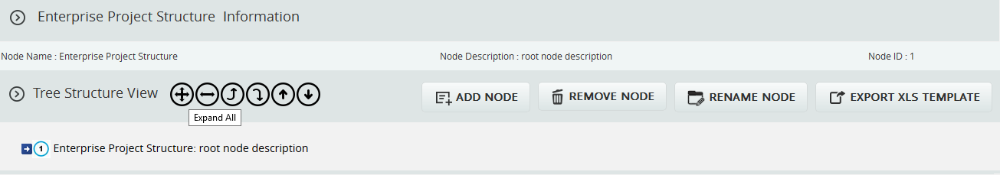 Enterprise Project Structure Information
Node Name : Enterprise Project Structure
Node Description : root node description
Node ID : 1
Tree Structure View
ADD NODE
REMOVE NODE
RENAME NODE
EXPORT XLS TEMPLATE
Expand All
1 Enterprise Project Structure: root node description